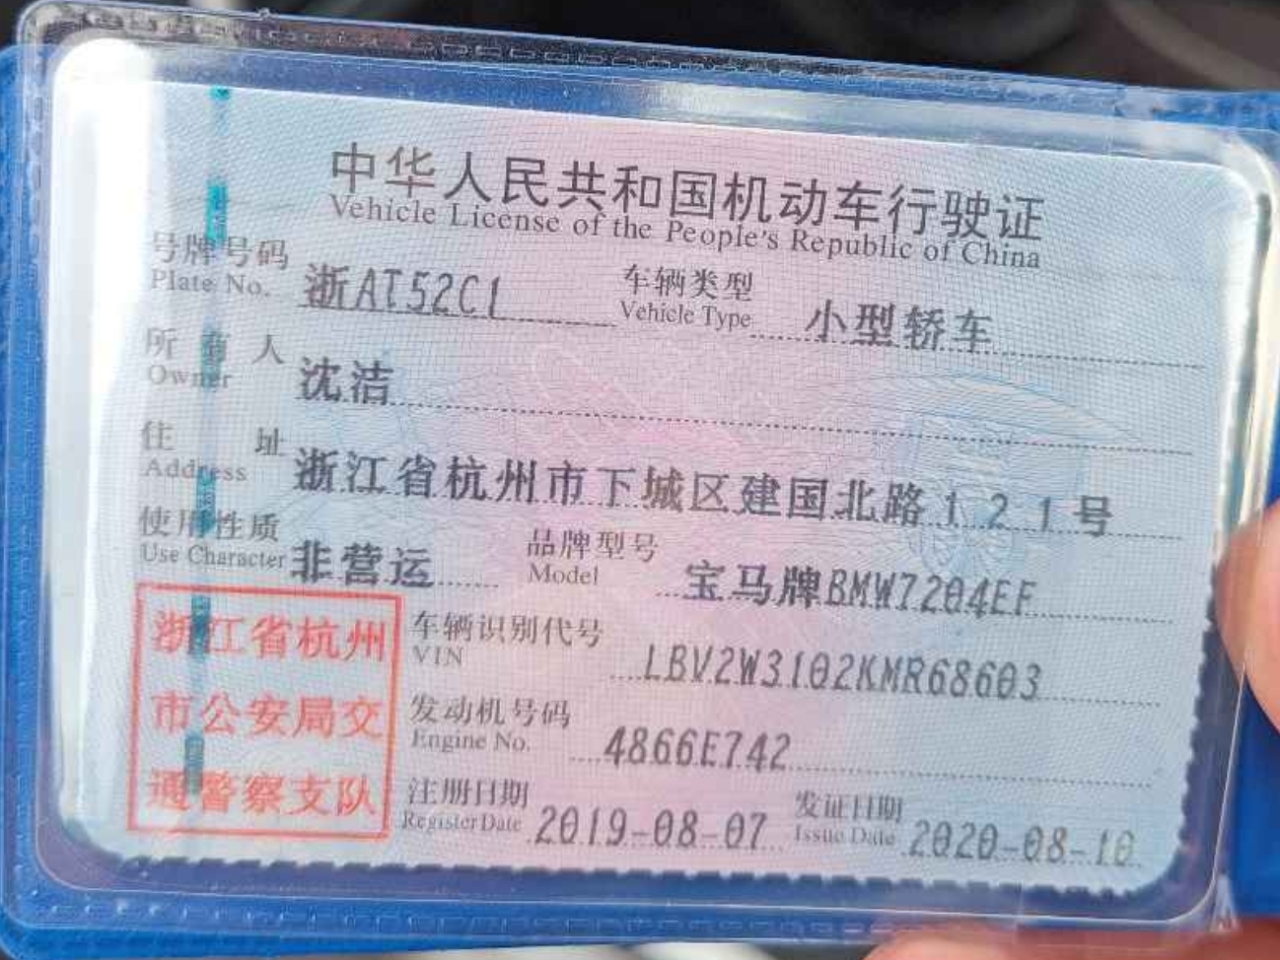 中华人民共和国机动车行驶证
Vehicle License of the People's Republic of China
号牌号码 浙AT52C1 车辆类型 小型轿车
Plate No. Vehicle Type
所有人 沈洁
Owner
住址 浙江省杭州市下城区建国北路121号
Address
使用性质 非营运 品牌型号 宝马牌BMW7204EF
Use Character Model
车辆识别代号 LBV2W3102KMR68603
VIN
发动机号码 4866E742
Engine No.
注册日期 2019-08-07 发证日期 2020-08-10
Register Date Issue Date
浙江省杭州
市公安局交
通警察支队